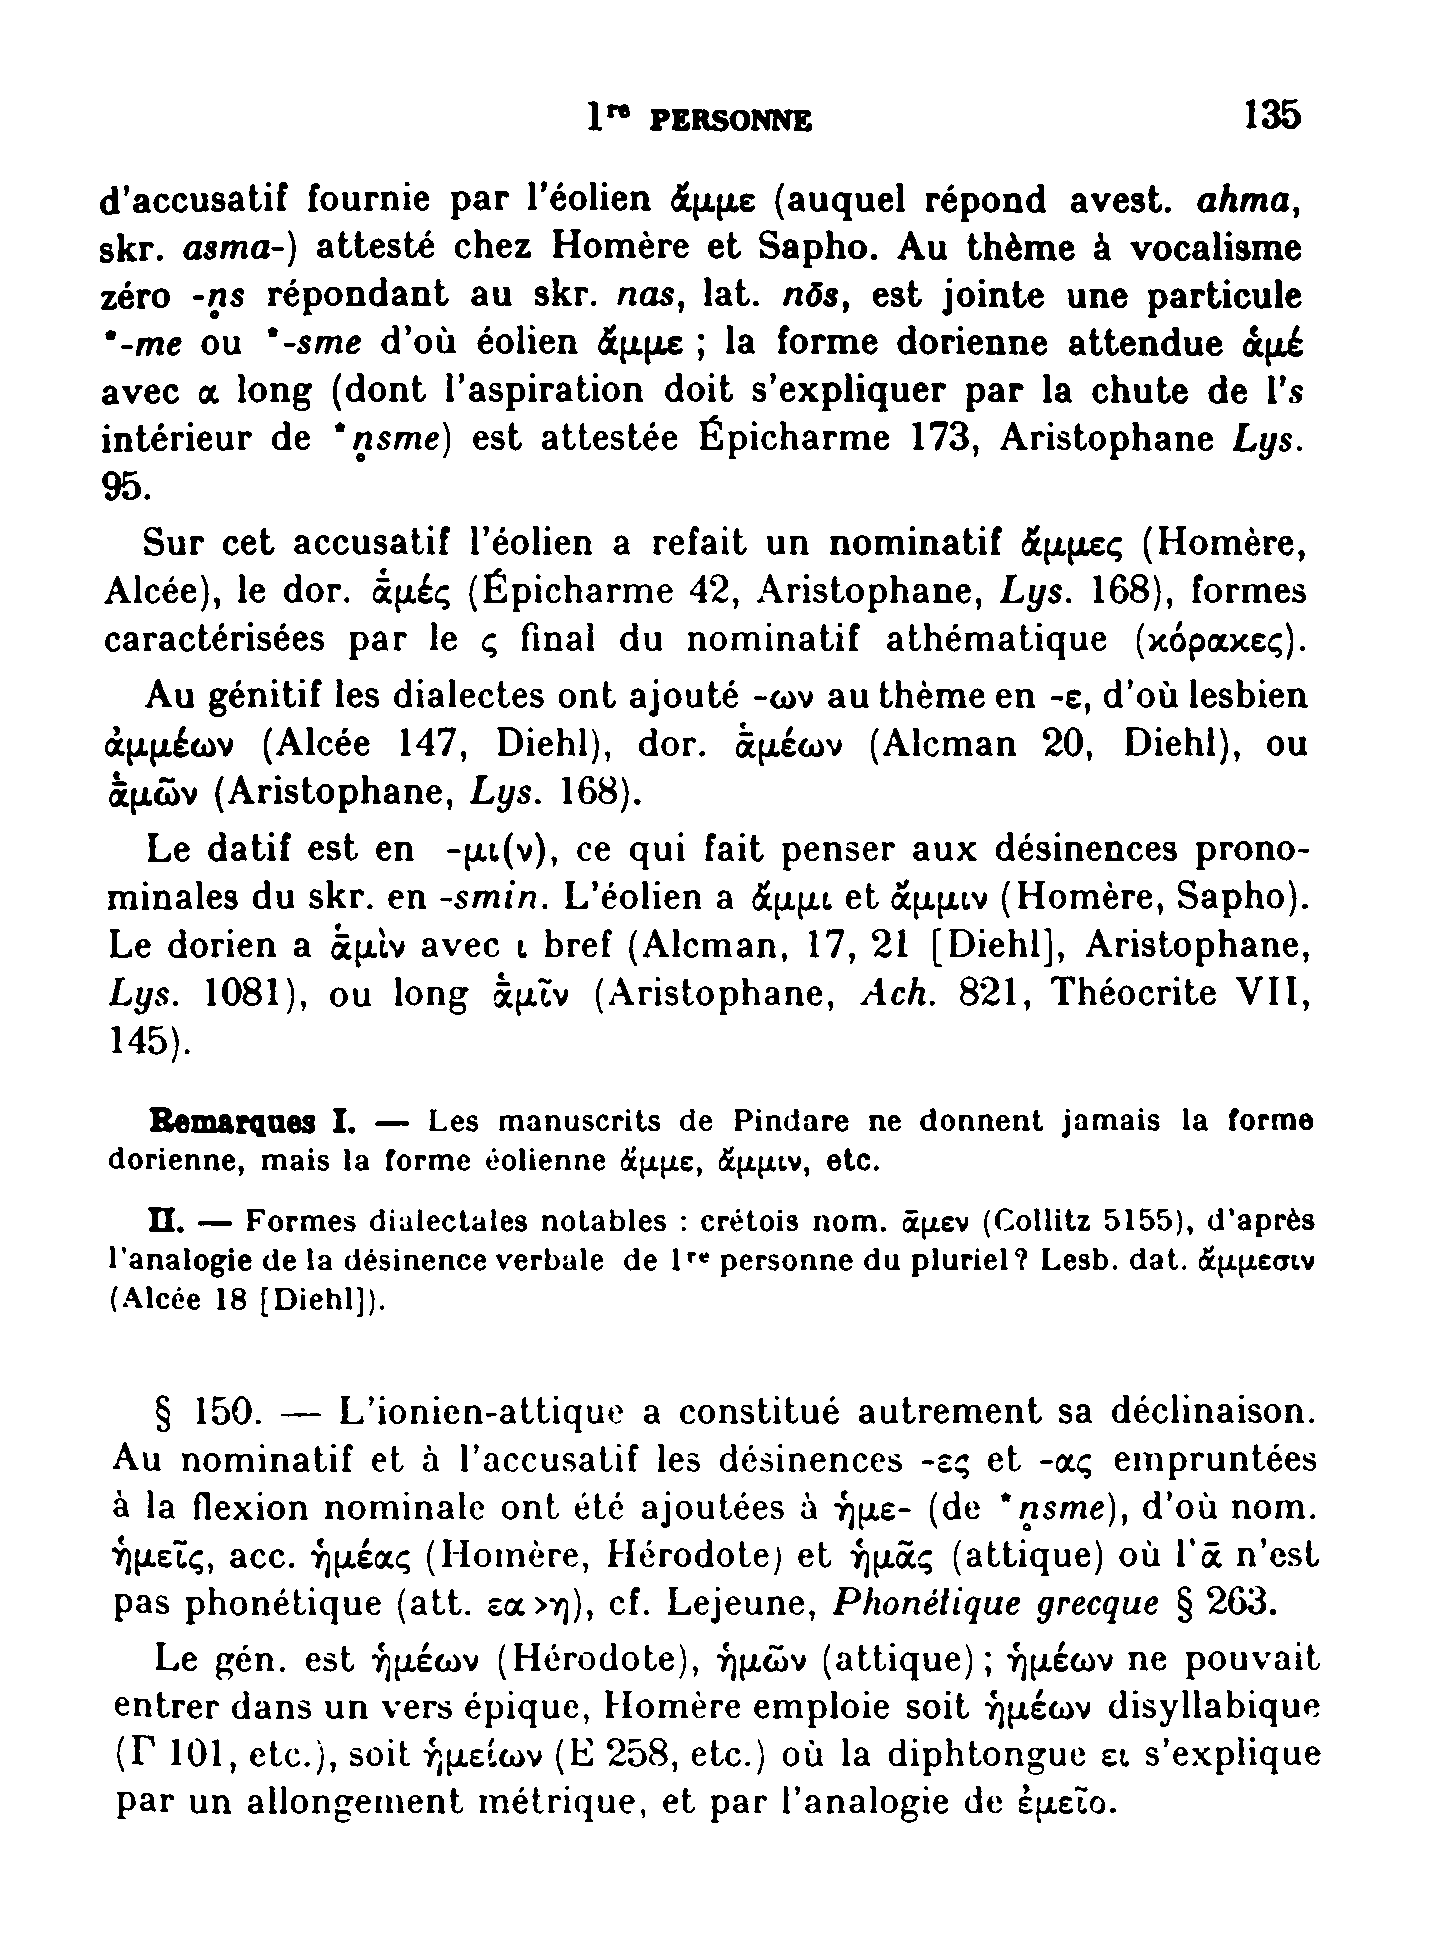 1re PERSONNE 135
d'accusatif fournie par l'éolien ἄμμε (auquel répond avest. ahma,
skr. asma-) attesté chez Homère et Sapho. Au thème à vocalisme
zéro -n̥s répondant au skr. nas, lat. nōs, est jointe une particule
*-me ou *-sme d'où éolien ἄμμε ; la forme dorienne attendue ἁμέ
avec α long (dont l'aspiration doit s'expliquer par la chute de l's
intérieur de *n̥sme) est attestée Épicharme 173, Aristophane Lys.
95.
Sur cet accusatif l'éolien a refait un nominatif ἄμμες (Homère,
Alcée), le dor. ᾱ̔μές (Épicharme 42, Aristophane, Lys. 168), formes
caractérisées par le ς final du nominatif athématique (κόρακες).
Au génitif les dialectes ont ajouté -ων au thème en -ε, d'où lesbien
ἀμμέων (Alcée 147, Diehl), dor. ᾱ̔μέων (Alcman 20, Diehl), ou
ᾱ̔μῶν (Aristophane, Lys. 168).
Le datif est en -μι(ν), ce qui fait penser aux désinences prono-
minales du skr. en -smin. L'éolien a ἄμμι et ἄμμιν (Homère, Sapho).
Le dorien a ᾱ̔μὶν avec ι bref (Alcman, 17, 21 [Diehl], Aristophane,
Lys. 1081), ou long ᾱ̔μῖν (Aristophane, Ach. 821, Théocrite VII,
145).
Remarques I. — Les manuscrits de Pindare ne donnent jamais la forme
dorienne, mais la forme éolienne ἄμμε, ἄμμιν, etc.
II. — Formes dialectales notables : crétois nom. ᾱμεν (Collitz 5155), d'après
l'analogie de la désinence verbale de 1re personne du pluriel? Lesb. dat. ἄμμεσιν
(Alcée 18 [Diehl]).
§ 150. — L'ionien-attique a constitué autrement sa déclinaison.
Au nominatif et à l'accusatif les désinences -ες et -ας empruntées
à la flexion nominale ont été ajoutées à ἡμε- (de *n̥sme), d'où nom.
ἡμεῖς, acc. ἡμέας (Homère, Hérodote) et ἡμᾶς (attique) où l'ᾱ n'est
pas phonétique (att. εα>η), cf. Lejeune, Phonétique grecque § 263.
Le gén. est ἡμέων (Hérodote), ἡμῶν (attique) ; ἡμέων ne pouvait
entrer dans un vers épique, Homère emploie soit ἡμέων disyllabique
(Γ 101, etc.), soit ἡμείων (E 258, etc.) où la diphtongue ει s'explique
par un allongement métrique, et par l'analogie de ἐμεῖο.